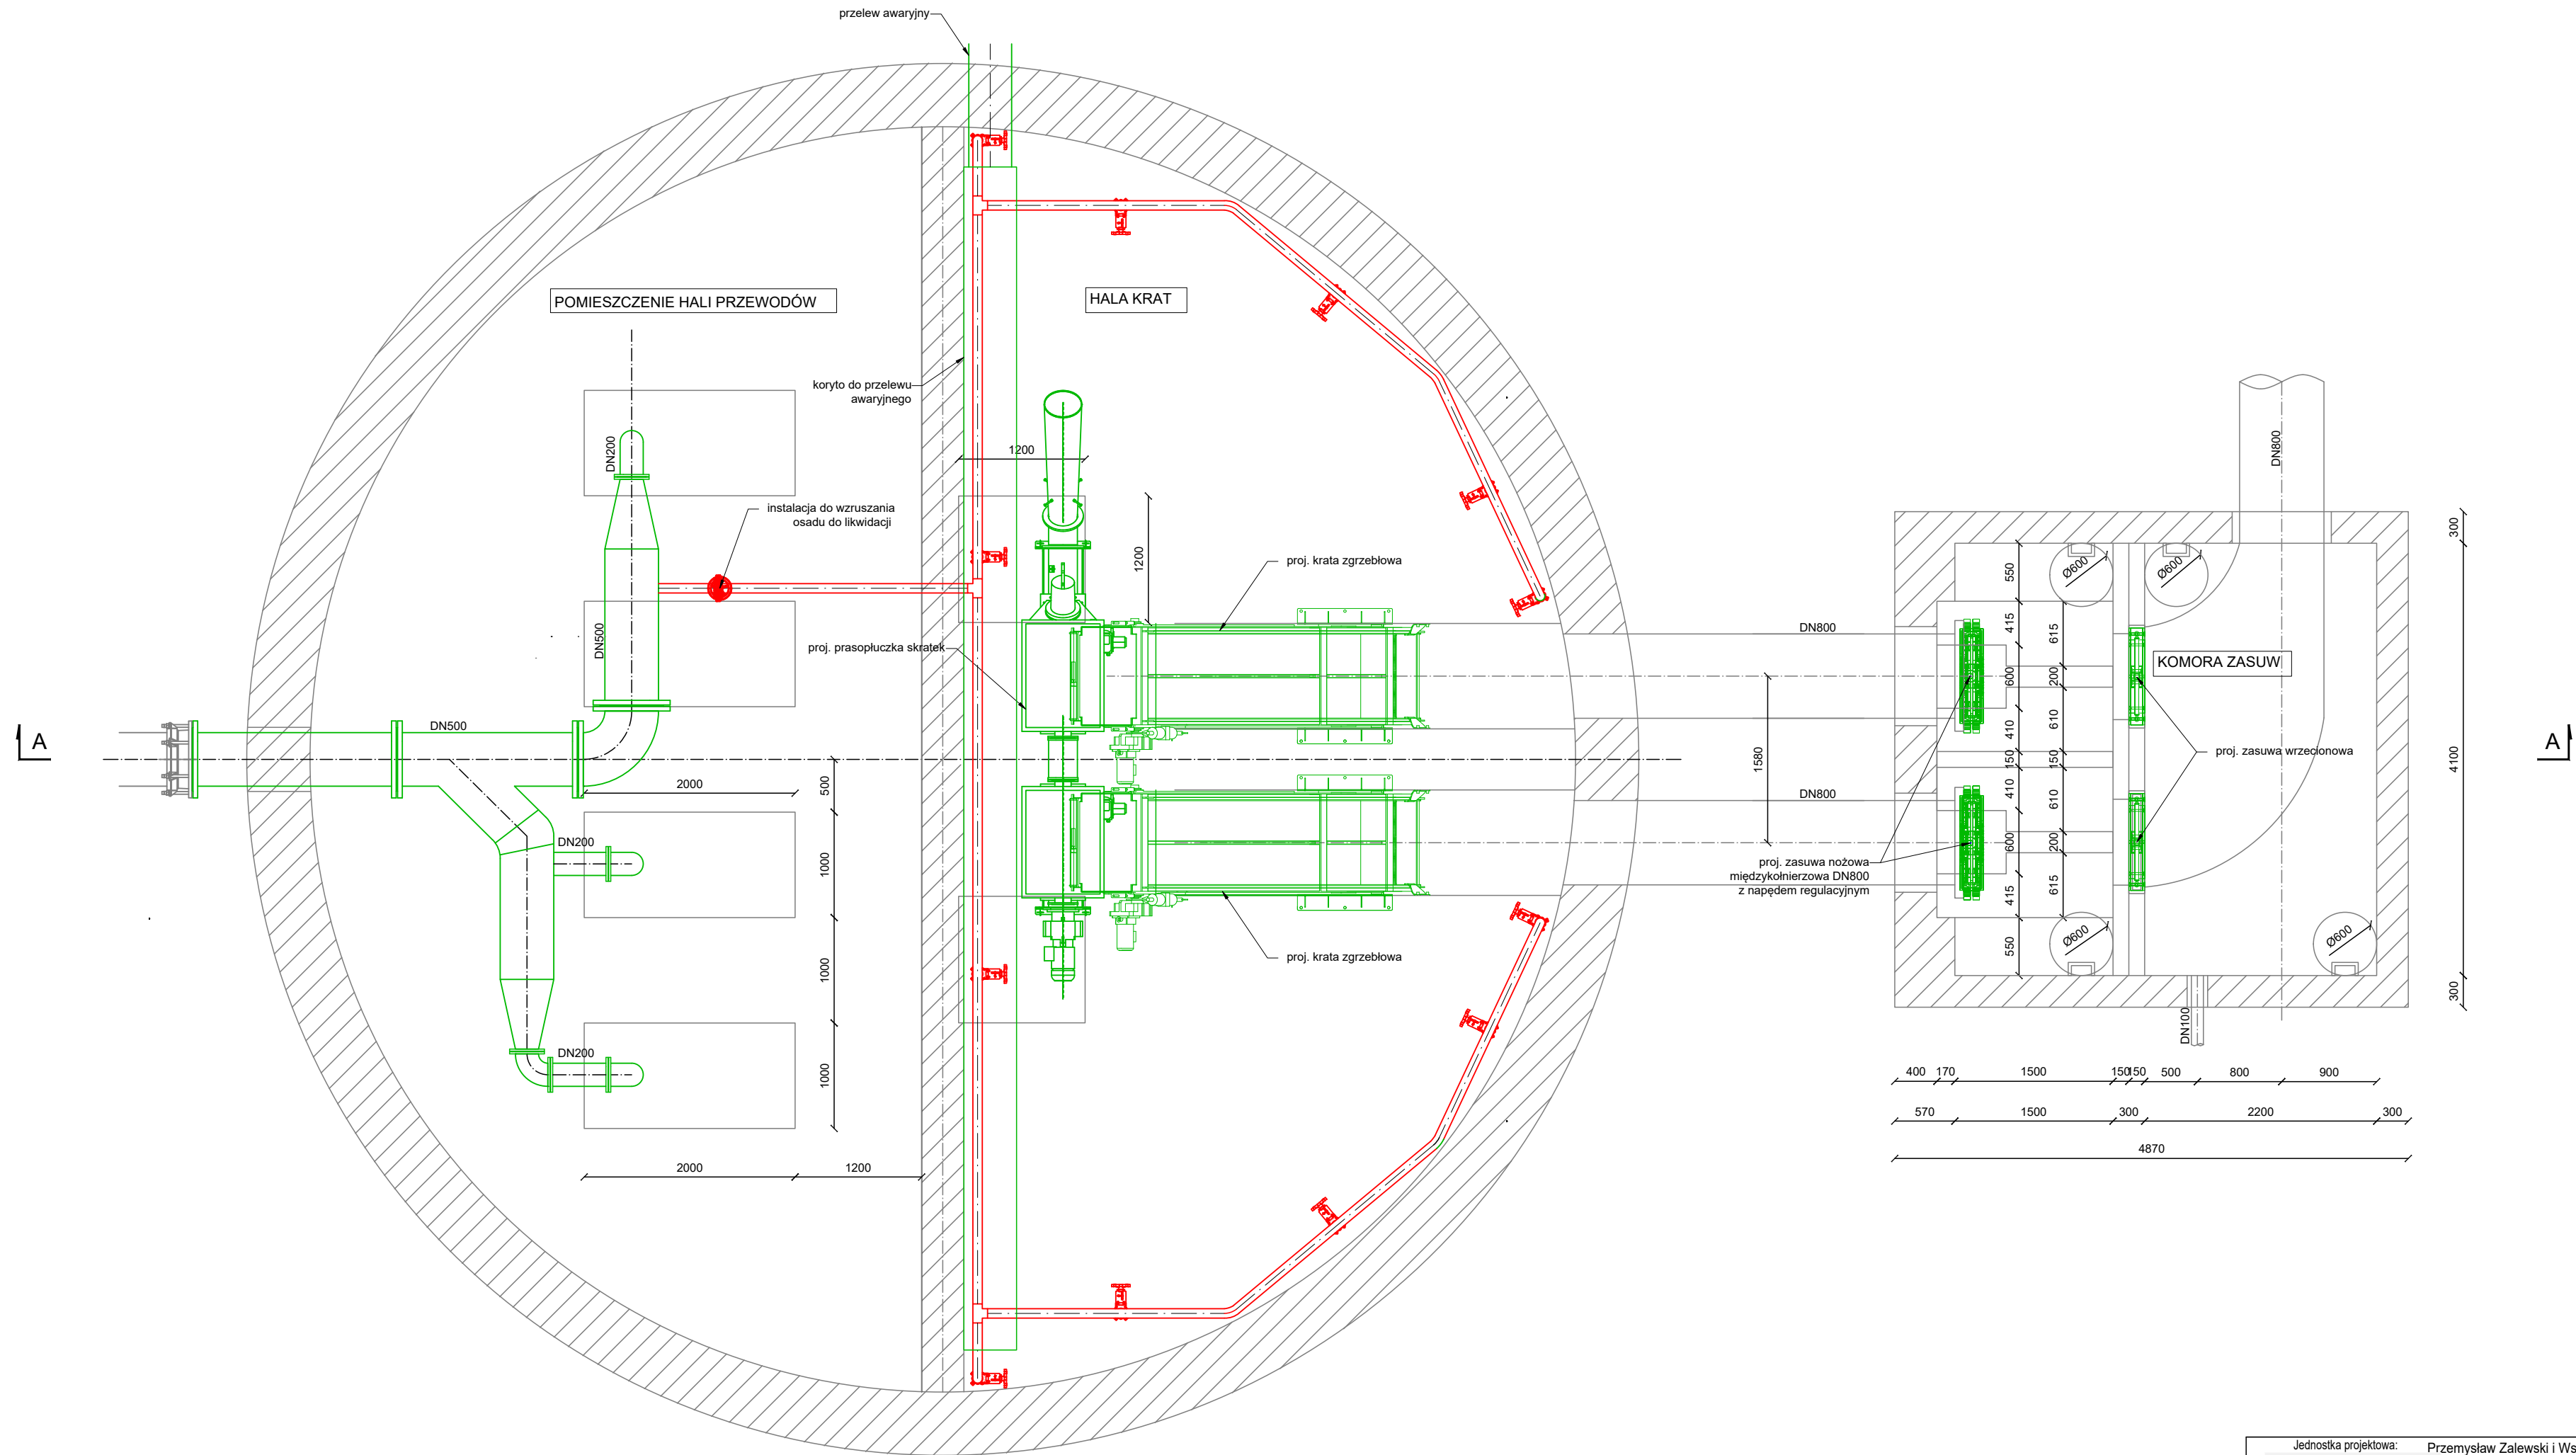 przelew awaryjny
POMIESZCZENIE HALI PRZEWODÓW
HALA KRAT
koryto do przelewu
awaryjnego
DN200
1200
instalacja do wzruszania
osadu do likwidacji
1200
proj. krata zgrzebłowa
DN500
proj. prasopłuczka skratek
DN800
DN800
Ø600
Ø600
300
550
415
615
KOMORA ZASUW
600
200
410
610
proj. zasuwa wrzecionowa
A
DN500
A
150
150
4100
2000
500
1580
DN800
410
610
DN200
1000
600
200
proj. zasuwa nożowa
międzykołnierzowa DN800
z napędem regulacyjnym
415
615
Ø600
Ø600
550
proj. krata zgrzebłowa
1000
300
DN100
DN200
1000
400
170
1500
150
150
500
800
900
570
1500
300
2200
300
4870
2000
1200
Jednostka projektowa:
Przemysław Zalewski i Ws